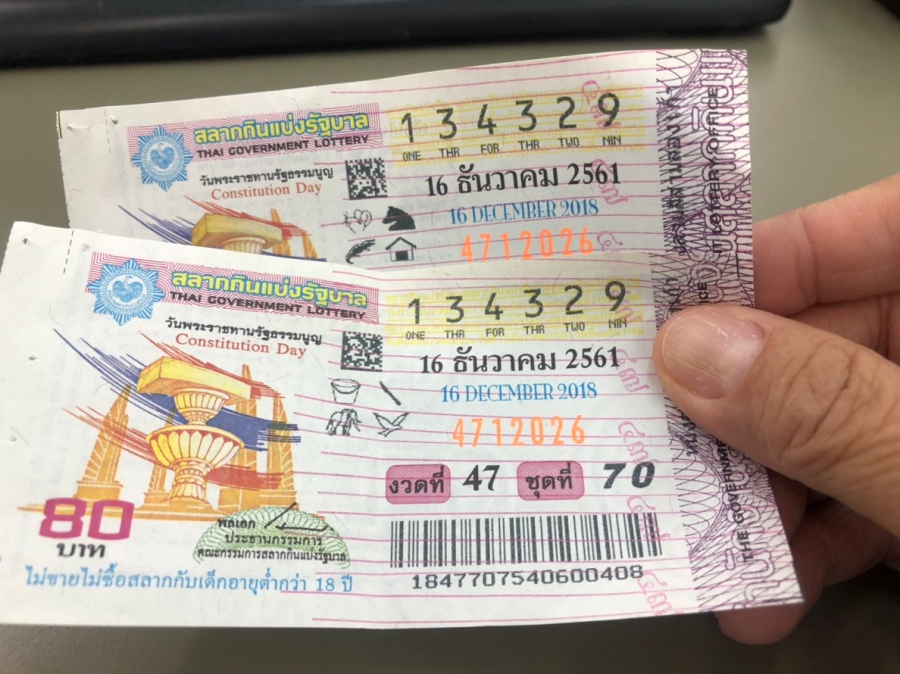 สลากกินแบ่งรัฐบาล
THAI GOVERNMENT LOTTERY
1 3 4 3 2 9
ONE THR FOR THR TWO NIN
วันพระราชทานรัฐธรรมนูญ
Constitution Day
16 ธันวาคม 2561
16 DECEMBER 2018
4712026
LOTTERY OFFICE
สลากกินแบ่งรัฐบาล
THAI GOVERNMENT LOTTERY
1 3 4 3 2 9
ONE THR FOR THR TWO NIN
วันพระราชทานรัฐธรรมนูญ
Constitution Day
16 ธันวาคม 2561
16 DECEMBER 2018
4712026
งวดที่ 47 ชุดที่ 70
80
บาท
พลเอก
ประธานกรรมการ
คณะกรรมการสลากกินแบ่งรัฐบาล
1847707540600408
ไม่ขายไม่ซื้อสลากกับเด็กอายุต่ำกว่า 18 ปี
THE GOVERNMEN